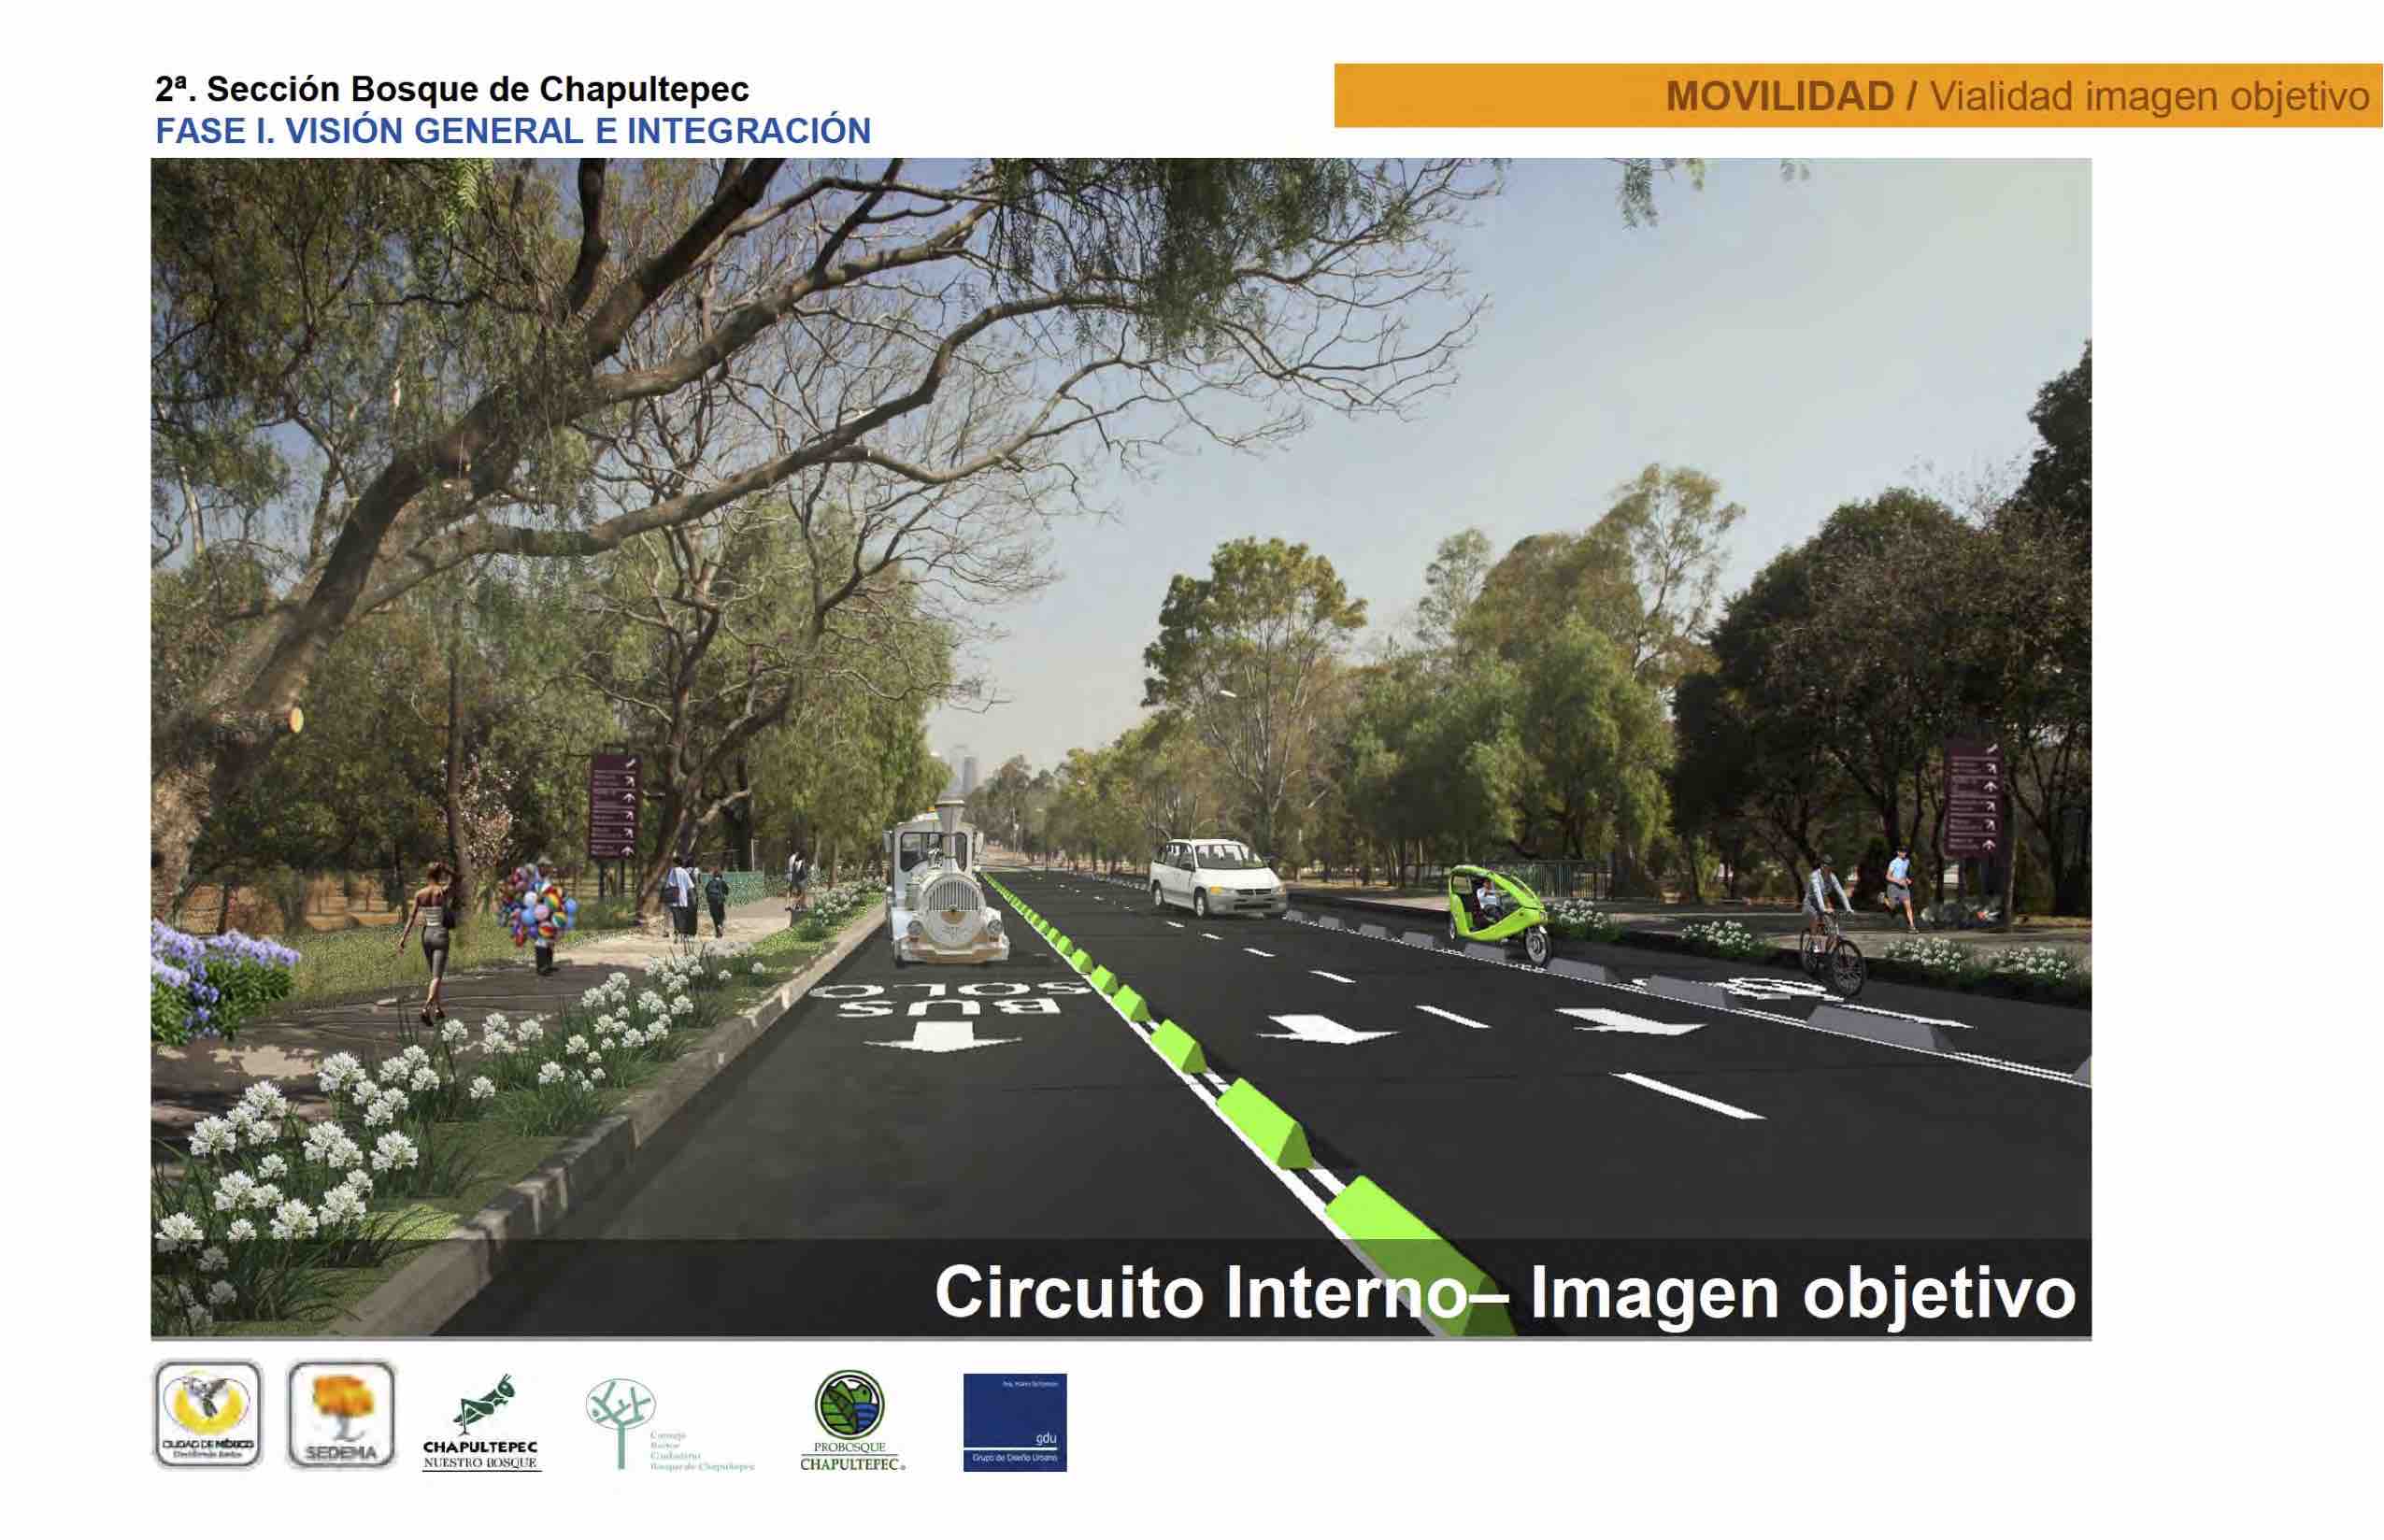 2ª. Sección Bosque de Chapultepec
FASE I. VISIÓN GENERAL E INTEGRACIÓN
MOVILIDAD / Vialidad imagen objetivo
SOLO
BUS
Circuito Interno– Imagen objetivo
CIUDAD DE MÉXICO
SEDEMA
CHAPULTEPEC
NUESTRO BOSQUE
Consejo
Rector
Ciudadano
Bosque de Chapultepec
PROBOSQUE
CHAPULTEPEC
gdu
Grupo de Diseño Urbano